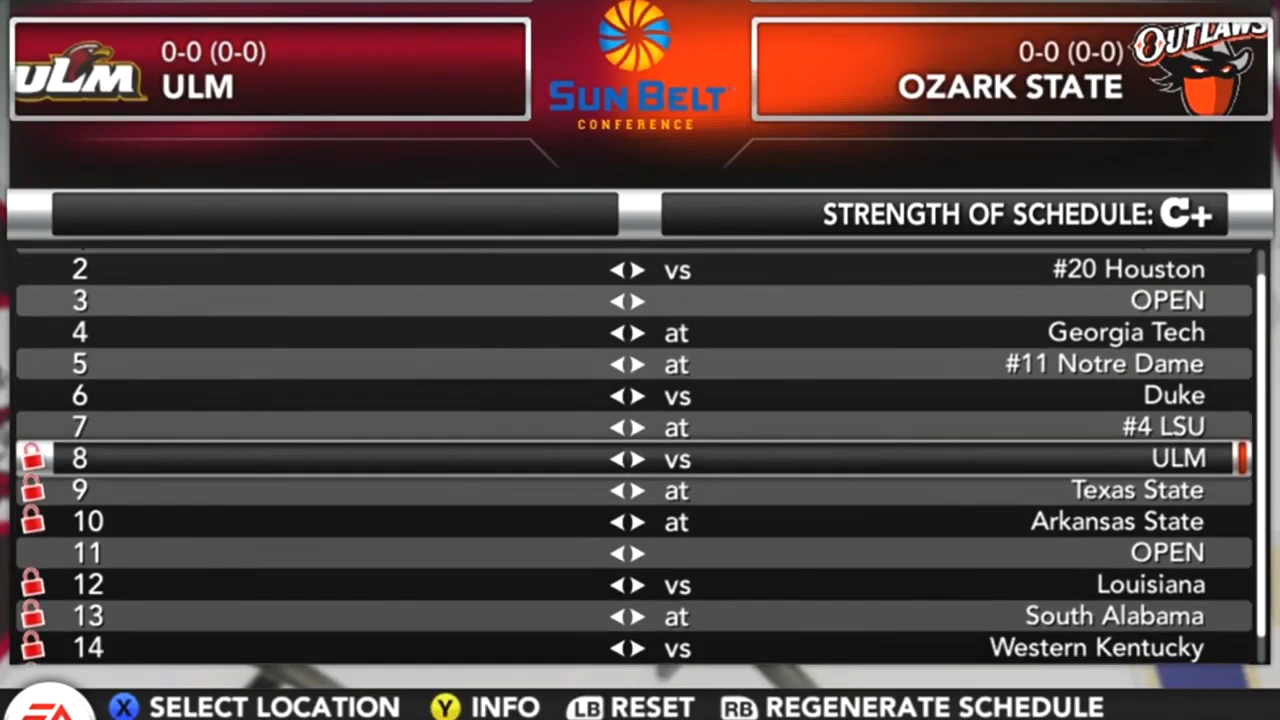 0-0 (0-0)
ULM
ULM
SUN BELT
CONFERENCE
0-0 (0-0)
OZARK STATE
OUTLAWS
STRENGTH OF SCHEDULE: C+
2 vs #20 Houston
3 OPEN
4 at Georgia Tech
5 at #11 Notre Dame
6 vs Duke
7 at #4 LSU
8 vs ULM
9 at Texas State
10 at Arkansas State
11 OPEN
12 vs Louisiana
13 at South Alabama
14 vs Western Kentucky
EA X SELECT LOCATION Y INFO LB RESET RB REGENERATE SCHEDULE